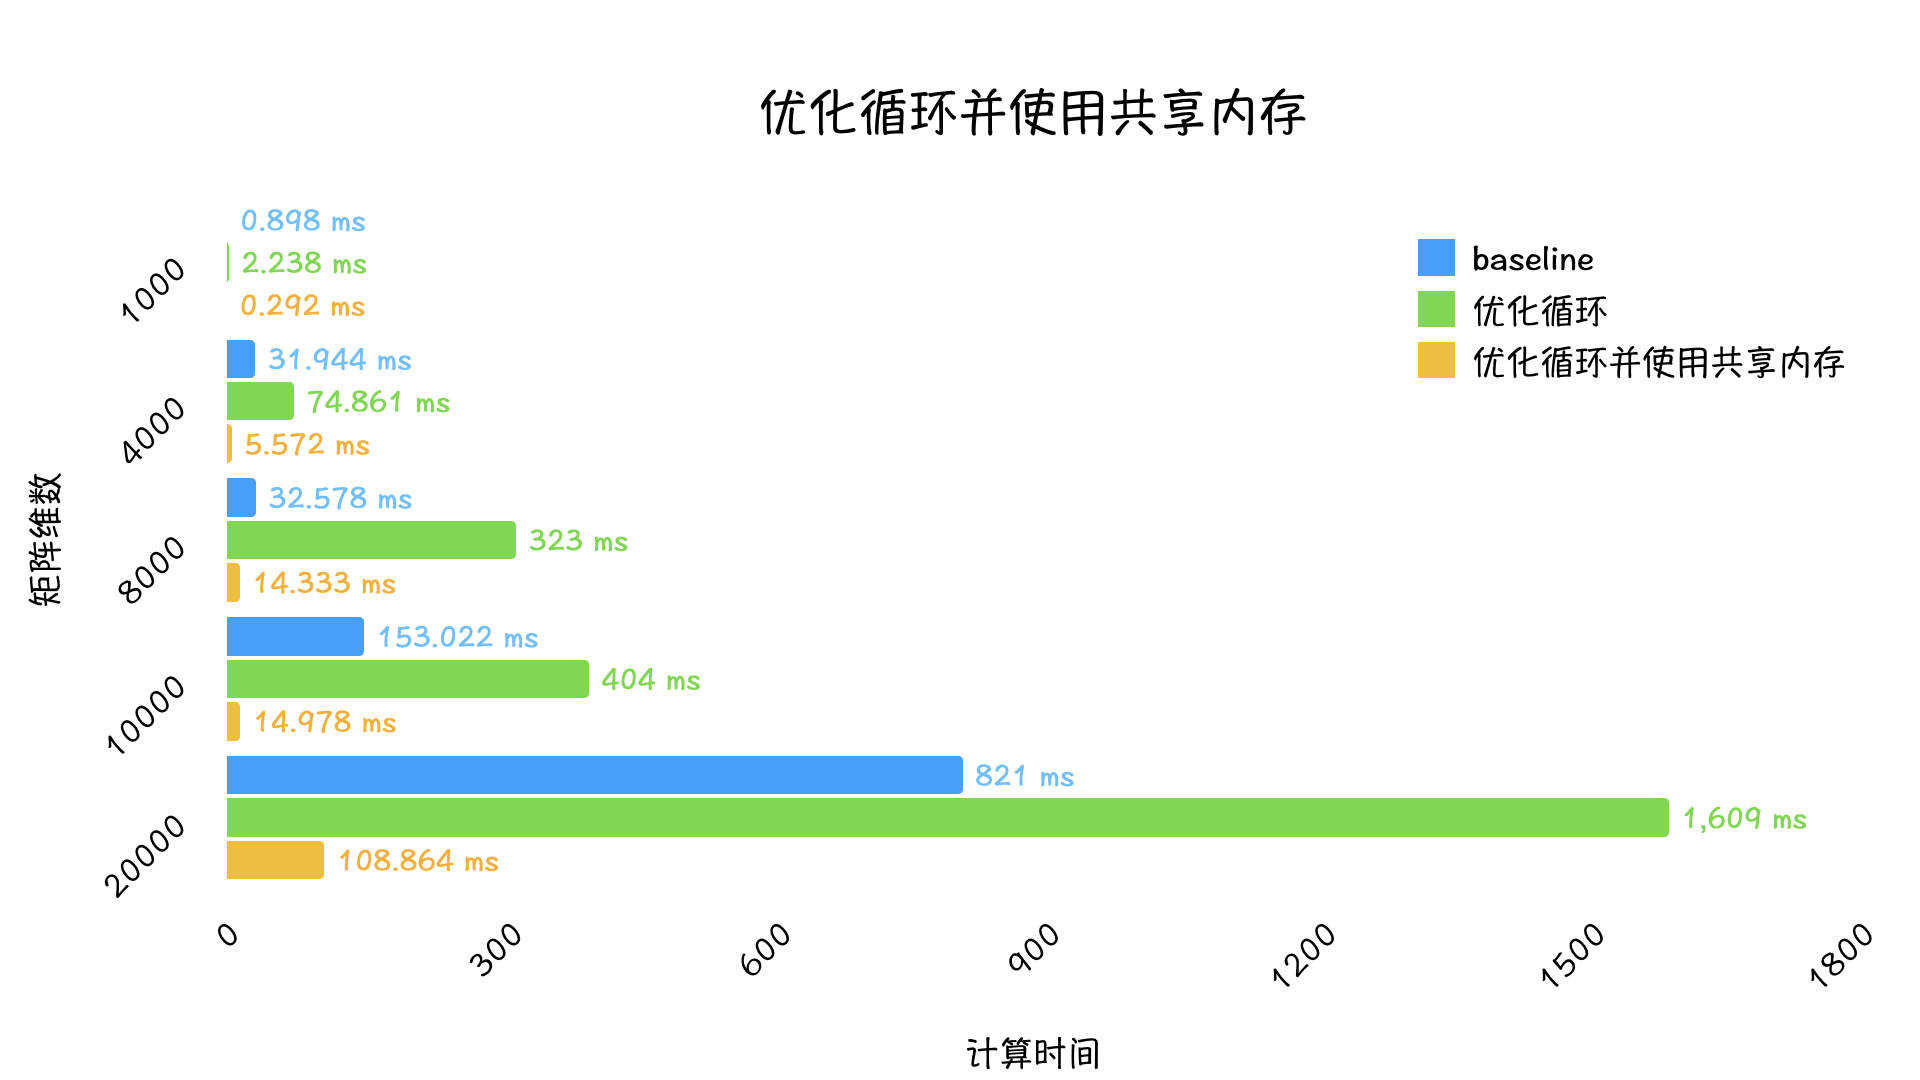 优化循环并使用共享内存
baseline
优化循环
优化循环并使用共享内存
矩阵维数
1000
0.898 ms
2.238 ms
0.292 ms
4000
31.944 ms
74.861 ms
5.572 ms
8000
32.578 ms
323 ms
14.333 ms
10000
153.022 ms
404 ms
14.978 ms
20000
821 ms
1,609 ms
108.864 ms
0 300 600 900 1200 1500 1800
计算时间